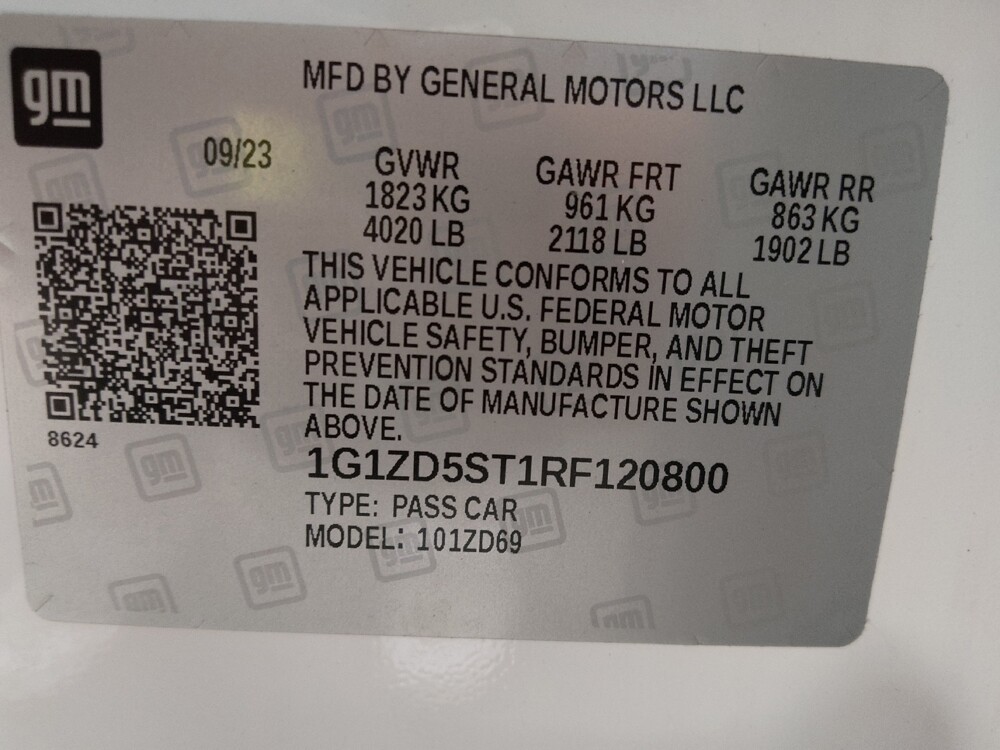 gm
MFD BY GENERAL MOTORS LLC
09/23
GVWR GAWR FRT GAWR RR
1823 KG 961 KG 863 KG
4020 LB 2118 LB 1902 LB
THIS VEHICLE CONFORMS TO ALL
APPLICABLE U.S. FEDERAL MOTOR
VEHICLE SAFETY, BUMPER, AND THEFT
PREVENTION STANDARDS IN EFFECT ON
THE DATE OF MANUFACTURE SHOWN
ABOVE.
8624
1G1ZD5ST1RF120800
TYPE: PASS CAR
MODEL: 101ZD69